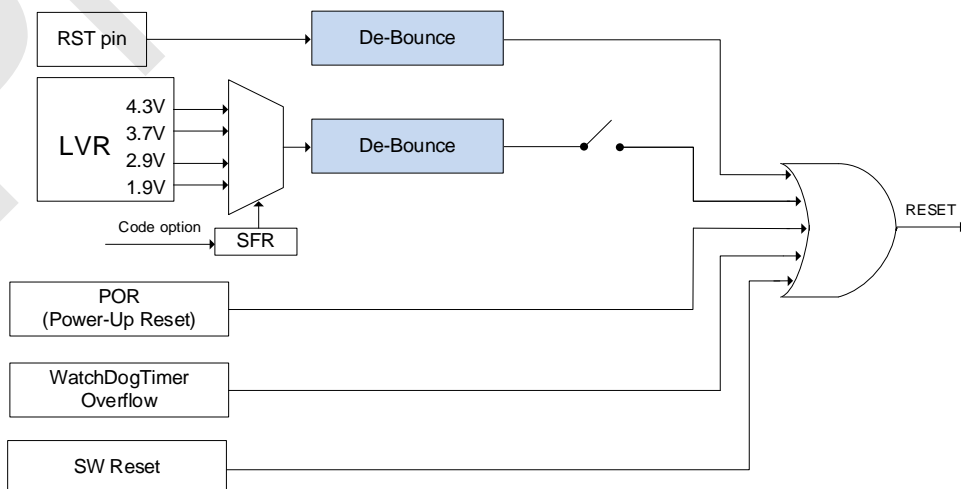 RST pin
De-Bounce
LVR
4.3V
3.7V
2.9V
1.9V
De-Bounce
Code option
SFR
RESET
POR
(Power-Up Reset)
WatchDogTimer
Overflow
SW Reset